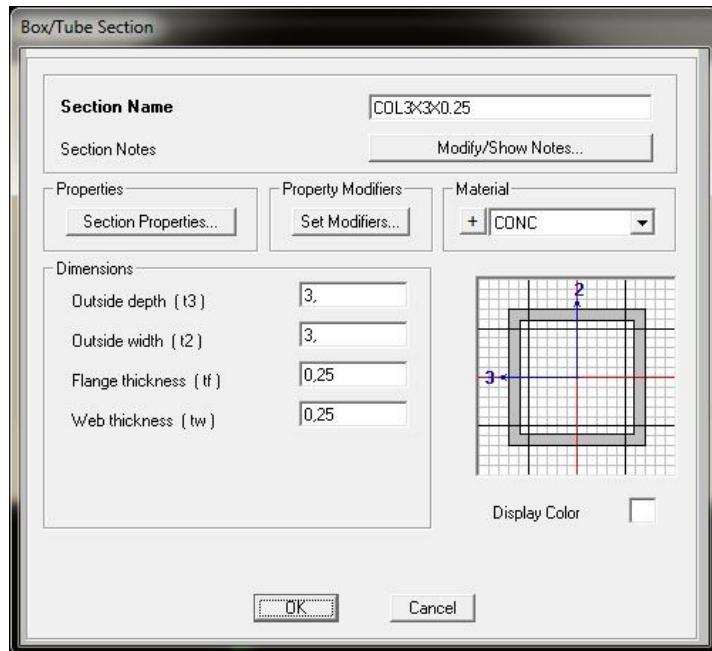 Box/Tube Section
Section Name COL3X3X0.25
Section Notes Modify/Show Notes...
Properties Property Modifiers Material
Section Properties... Set Modifiers... + CONC
Dimensions
Outside depth ( t3 ) 3,
Outside width ( t2 ) 3,
Flange thickness ( tf ) 0,25
Web thickness ( tw ) 0,25
2
3
Display Color
OK Cancel